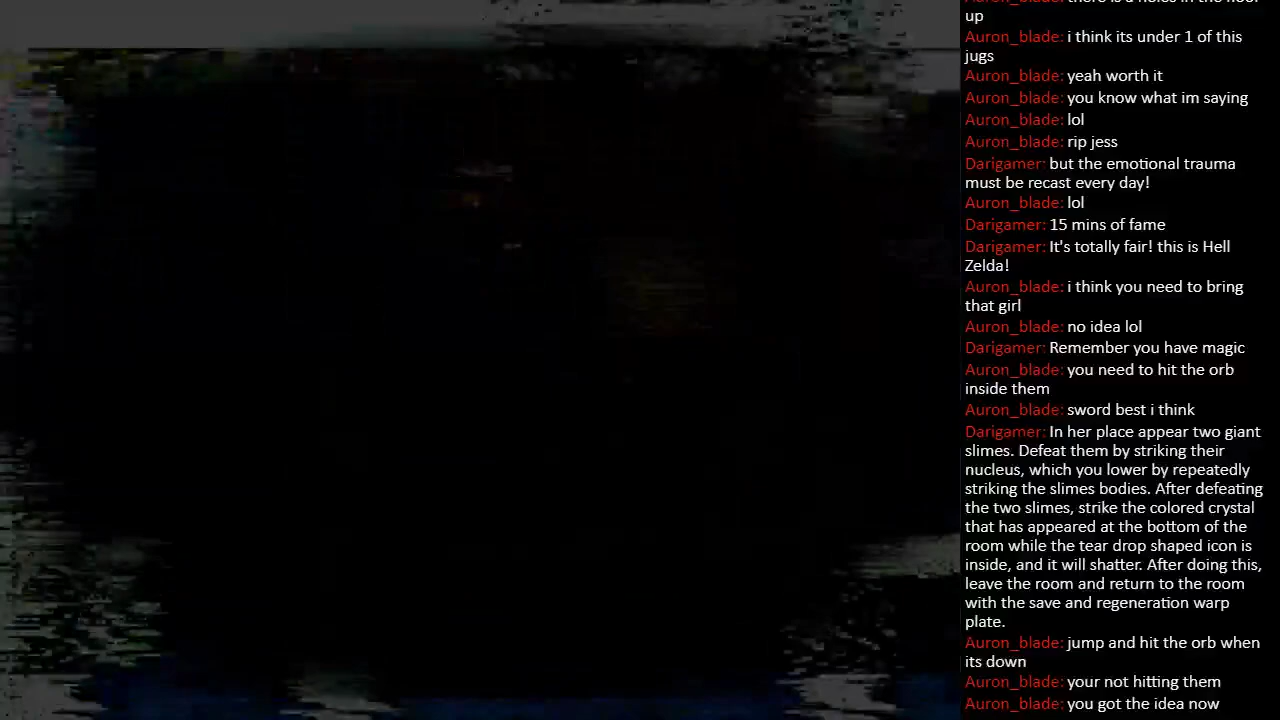 up
Auron_blade: i think its under 1 of this
jugs
Auron_blade: yeah worth it
Auron_blade: you know what im saying
Auron_blade: lol
Auron_blade: rip jess
Darigamer: but the emotional trauma
must be recast every day!
Auron_blade: lol
Darigamer: 15 mins of fame
Darigamer: It's totally fair! this is Hell
Zelda!
Auron_blade: i think you need to bring
that girl
Auron_blade: no idea lol
Darigamer: Remember you have magic
Auron_blade: you need to hit the orb
inside them
Auron_blade: sword best i think
Darigamer: In her place appear two giant
slimes. Defeat them by striking their
nucleus, which you lower by repeatedly
striking the slimes bodies. After defeating
the two slimes, strike the colored crystal
that has appeared at the bottom of the
room while the tear drop shaped icon is
inside, and it will shatter. After doing this,
leave the room and return to the room
with the save and regeneration warp
plate.
Auron_blade: jump and hit the orb when
its down
Auron_blade: your not hitting them
Auron_blade: you got the idea now